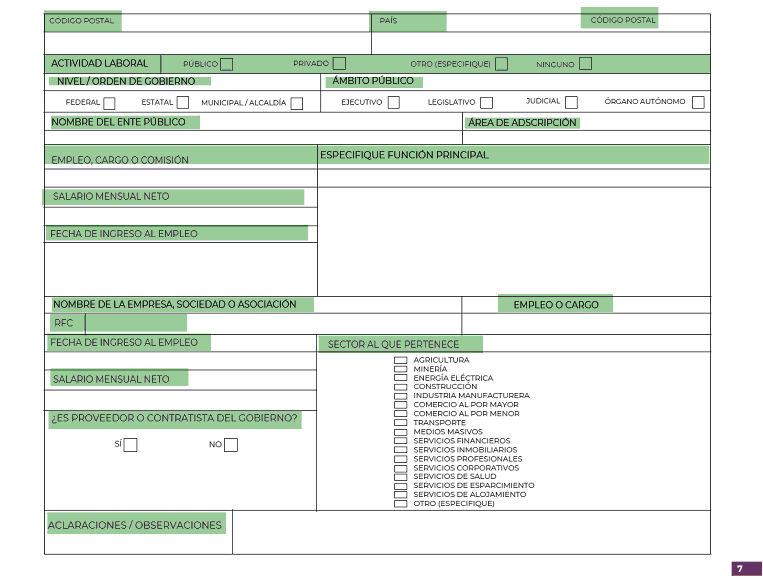 CÓDIGO POSTAL PAÍS CÓDIGO POSTAL
ACTIVIDAD LABORAL PÚBLICO PRIVADO OTRO (ESPECIFIQUE) NINGUNO
NIVEL / ORDEN DE GOBIERNO ÁMBITO PÚBLICO
FEDERAL ESTATAL MUNICIPAL / ALCALDÍA EJECUTIVO LEGISLATIVO JUDICIAL ÓRGANO AUTÓNOMO
NOMBRE DEL ENTE PÚBLICO ÁREA DE ADSCRIPCIÓN
EMPLEO, CARGO O COMISIÓN ESPECIFIQUE FUNCIÓN PRINCIPAL
SALARIO MENSUAL NETO
FECHA DE INGRESO AL EMPLEO
NOMBRE DE LA EMPRESA, SOCIEDAD O ASOCIACIÓN EMPLEO O CARGO
RFC
FECHA DE INGRESO AL EMPLEO SECTOR AL QUE PERTENECE
SALARIO MENSUAL NETO
¿ES PROVEEDOR O CONTRATISTA DEL GOBIERNO?
SÍ NO
AGRICULTURA
MINERÍA
ENERGÍA ELÉCTRICA
CONSTRUCCIÓN
INDUSTRIA MANUFACTURERA
COMERCIO AL POR MAYOR
COMERCIO AL POR MENOR
TRANSPORTE
MEDIOS MASIVOS
SERVICIOS FINANCIEROS
SERVICIOS INMOBILIARIOS
SERVICIOS PROFESIONALES
SERVICIOS CORPORATIVOS
SERVICIOS DE SALUD
SERVICIOS DE ESPARCIMIENTO
SERVICIOS DE ALOJAMIENTO
OTRO (ESPECIFIQUE)
ACLARACIONES / OBSERVACIONES
7